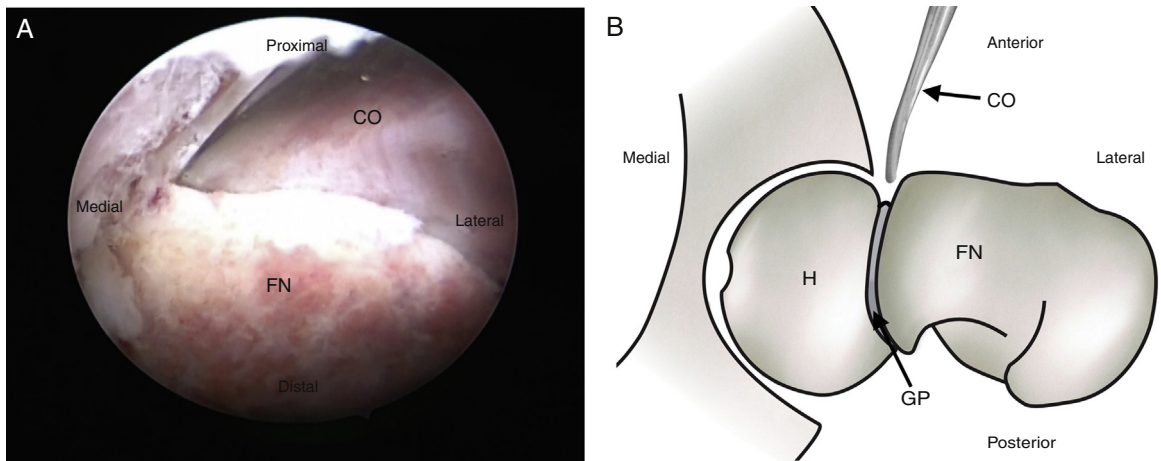 A
Proximal
CO
Medial
Lateral
FN
Distal
B
Anterior
CO
Medial
Lateral
H
FN
GP
Posterior